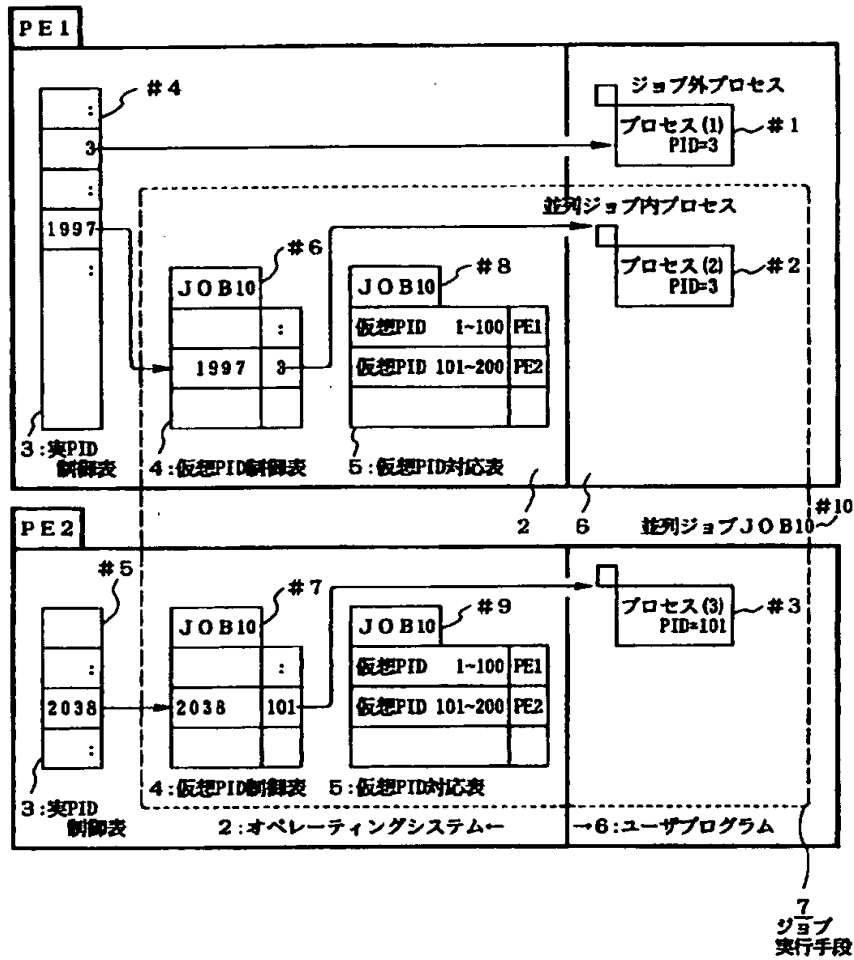 PE1
#4
ジョブ外プロセス
:
プロセス(1)
PID=3
#1
3
:
並列ジョブ内プロセス
1997
#6
#8
:
JOB10
JOB10
プロセス(2)
PID=3
#2
:
仮想PID 1~100 PE1
1997 3
仮想PID 101~200 PE2
3:実PID
制御表
4:仮想PID制御表
5:仮想PID対応表
2
6
並列ジョブJOB10
#10
PE2
#5
#7
#9
プロセス(3)
PID=101
#3
JOB10
JOB10
:
:
仮想PID 1~100 PE1
2038
2038 101
仮想PID 101~200 PE2
:
3:実PID
制御表
4:仮想PID制御表
5:仮想PID対応表
2:オペレーティングシステム←
→6:ユーザプログラム
7
ジョブ
実行手段